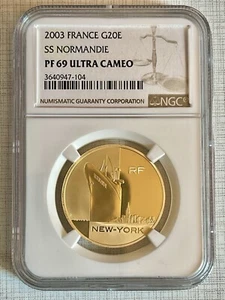 2003 FRANCE G20E
SS NORMANDIE
PF 69 ULTRA CAMEO
3640947-104
NUMISMATIC GUARANTY CORPORATION
NGC
RF
NEW-YORK